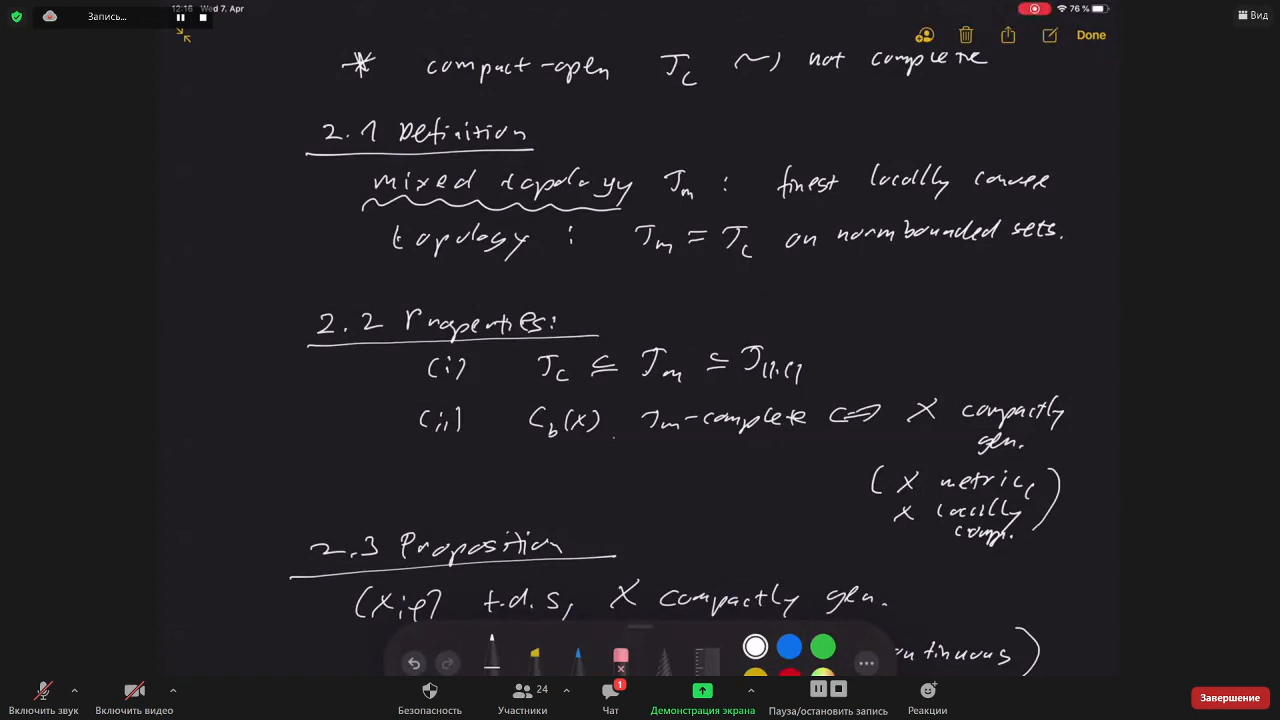 12:16 Wed 7. Apr
Запись...
76 %
Вид
Done
* compact-open T_c ~) not complete
2.1 Definition
mixed topology T_m : finest locally convex
topology : T_m = T_c on normbounded sets.
2.2 Properties:
(i) T_c ⊆ T_m ⊆ T_||.||
(ii) C_b(X) T_m-complete <=> X compactly
gen.
( X metric,
X locally
comp. )
2.3 Proposition
(X;φ) t.d.s, X compactly gen.
ontinuous )
24
1
Включить звук
Включить видео
Безопасность
Участники
Чат
Демонстрация экрана
Пауза/остановить запись
Реакции
Завершение